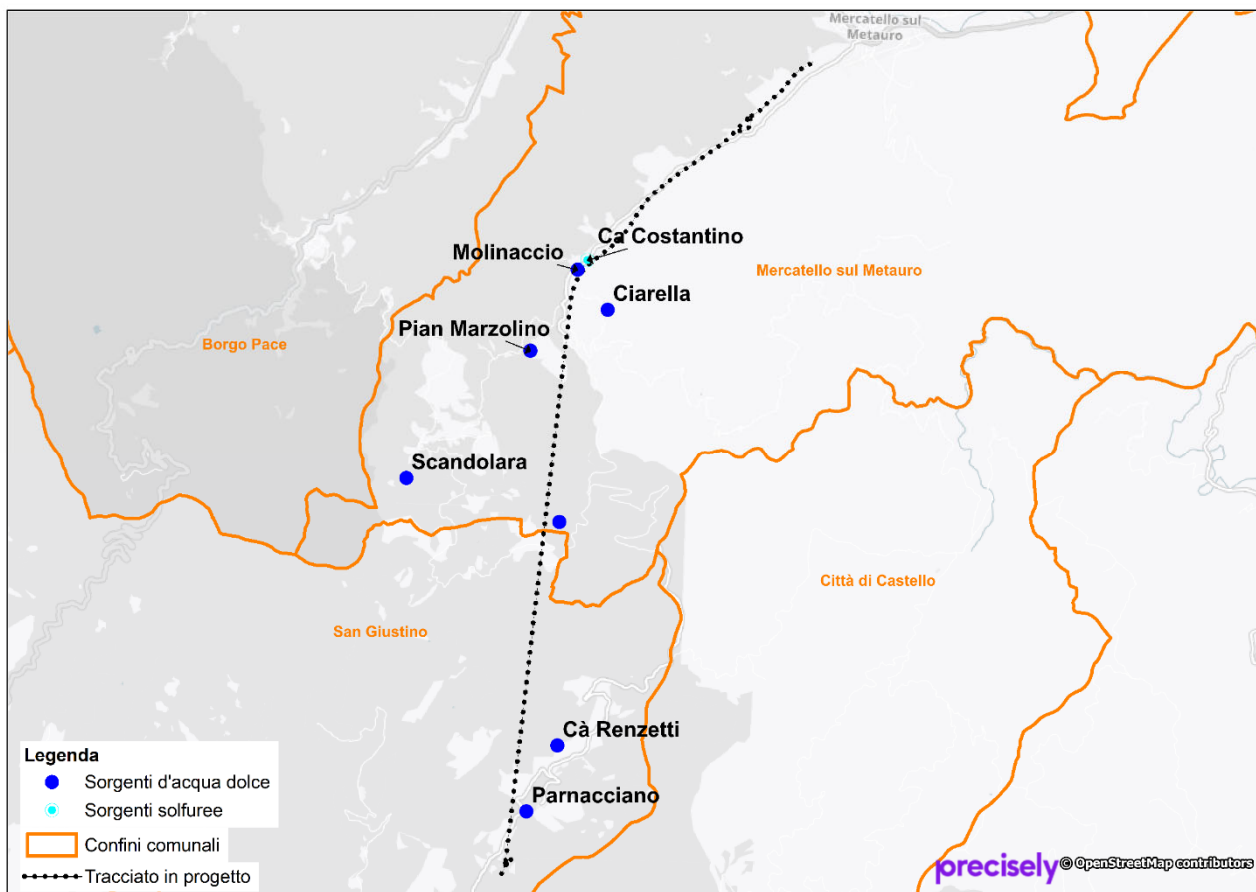 Mercatello sul
Metauro
Ca Costantino
Molinaccio
Mercatello sul Metauro
Ciarella
Pian Marzolino
Borgo Pace
Scandolara
Città di Castello
San Giustino
Cà Renzetti
Parnacciano
Legenda
Sorgenti d'acqua dolce
Sorgenti solfuree
Confini comunali
Tracciato in progetto
precisely © OpenStreetMap contributors